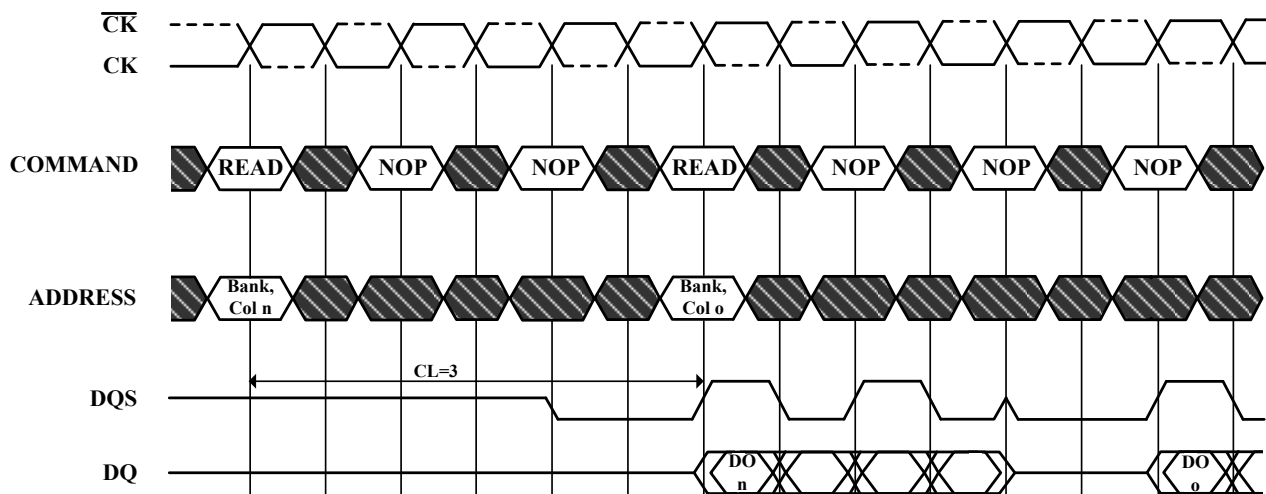 C̅K̅
CK
COMMAND READ NOP NOP READ NOP NOP NOP
ADDRESS Bank, Col n Bank, Col o
CL=3
DQS
DQ DO n DO o